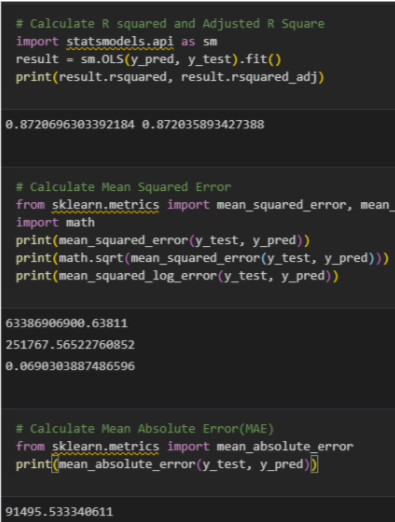 # Calculate R squared and Adjusted R Square
import statsmodels.api as sm
result = sm.OLS(y_pred, y_test).fit()
print(result.rsquared, result.rsquared_adj)
0.8720696303392184 0.872035893427388
# Calculate Mean Squared Error
from sklearn.metrics import mean_squared_error, mean_
import math
print(mean_squared_error(y_test, y_pred))
print(math.sqrt(mean_squared_error(y_test, y_pred)))
print(mean_squared_log_error(y_test, y_pred))
63386906900.63811
251767.56522760852
0.0690303887486596
# Calculate Mean Absolute Error(MAE)
from sklearn.metrics import mean_absolute_error
print(mean_absolute_error(y_test, y_pred))
91495.533340611